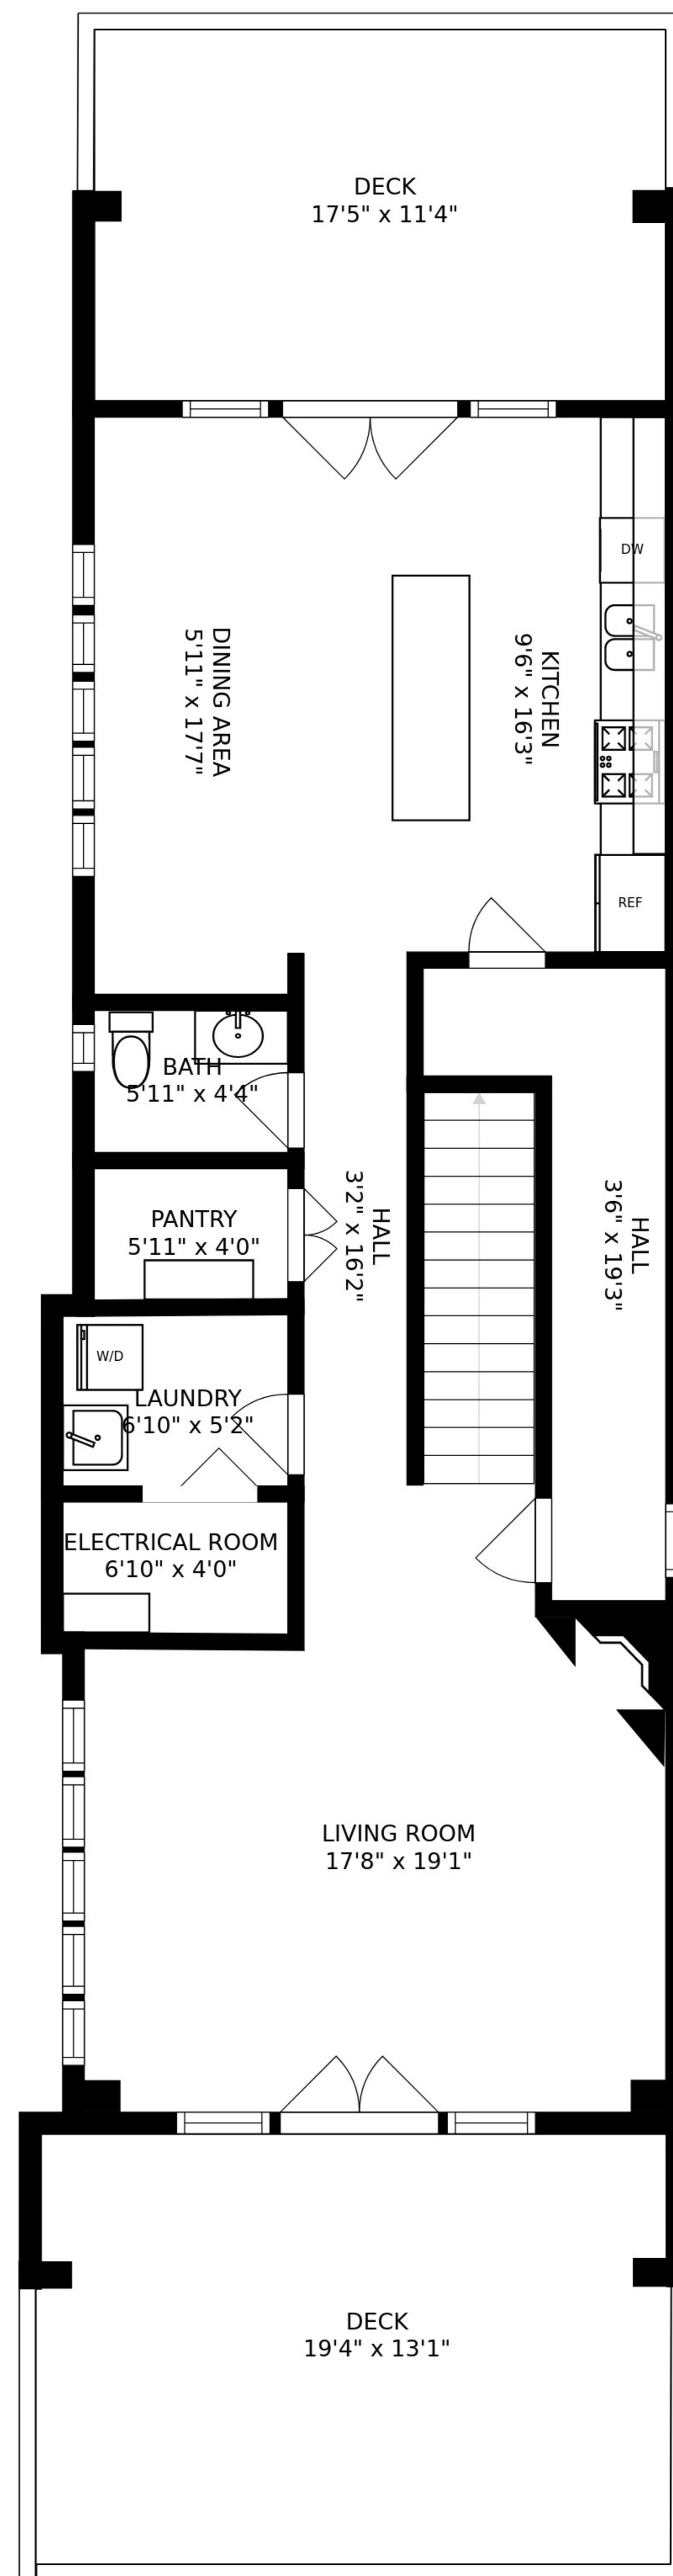 DECK
17'5" x 11'4"
DW
DINING AREA
5'11" x 17'7"
KITCHEN
9'6" x 16'3"
REF
BATH
5'11" x 4'4"
PANTRY
5'11" x 4'0"
HALL
3'2" x 16'2"
HALL
3'6" x 19'3"
W/D
LAUNDRY
6'10" x 5'2"
ELECTRICAL ROOM
6'10" x 4'0"
LIVING ROOM
17'8" x 19'1"
DECK
19'4" x 13'1"